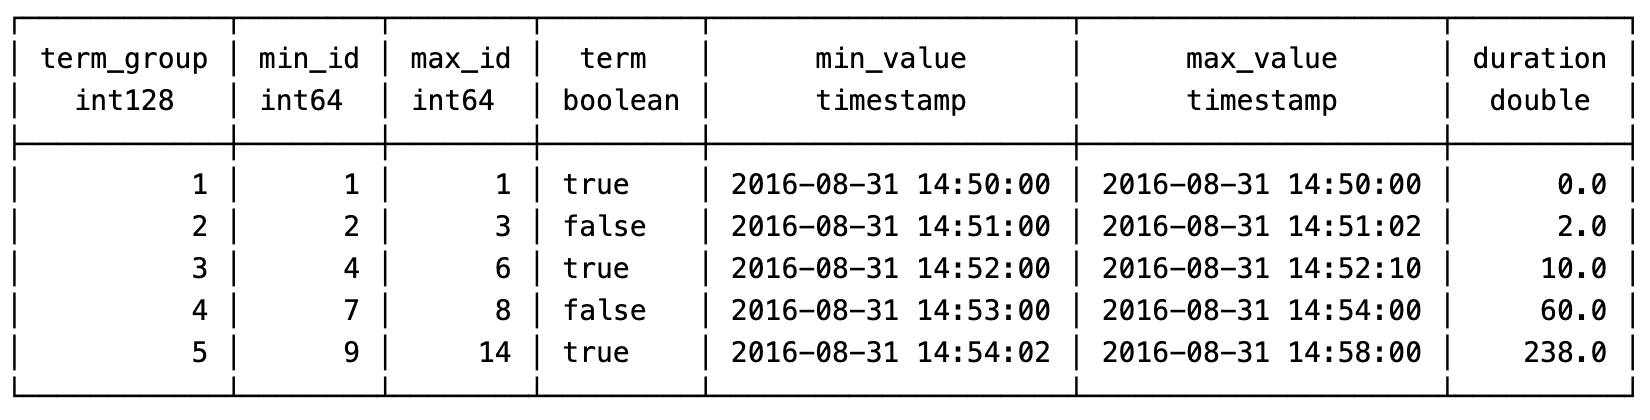 term_group min_id max_id term min_value max_value duration
int128 int64 int64 boolean timestamp timestamp double
1 1 1 true 2016-08-31 14:50:00 2016-08-31 14:50:00 0.0
2 2 3 false 2016-08-31 14:51:00 2016-08-31 14:51:02 2.0
3 4 6 true 2016-08-31 14:52:00 2016-08-31 14:52:10 10.0
4 7 8 false 2016-08-31 14:53:00 2016-08-31 14:54:00 60.0
5 9 14 true 2016-08-31 14:54:02 2016-08-31 14:58:00 238.0